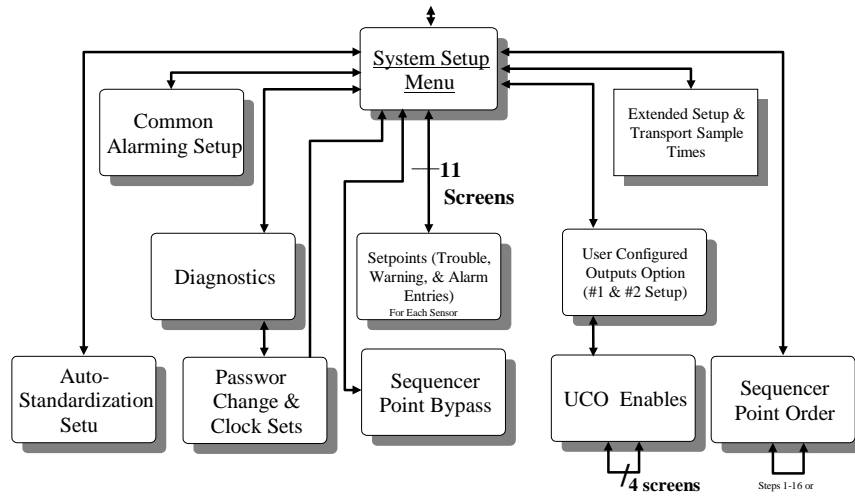 System Setup
Menu
Common
Alarming Setup
Extended Setup &
Transport Sample
Times
11
Screens
Diagnostics
Setpoints (Trouble,
Warning, & Alarm
Entries)
For Each Sensor
User Configured
Outputs Option
(#1 & #2 Setup)
Auto-
Standardization
Setu
Passwor
Change &
Clock Sets
Sequencer
Point Bypass
UCO Enables
Sequencer
Point Order
4 screens
Steps 1-16 or